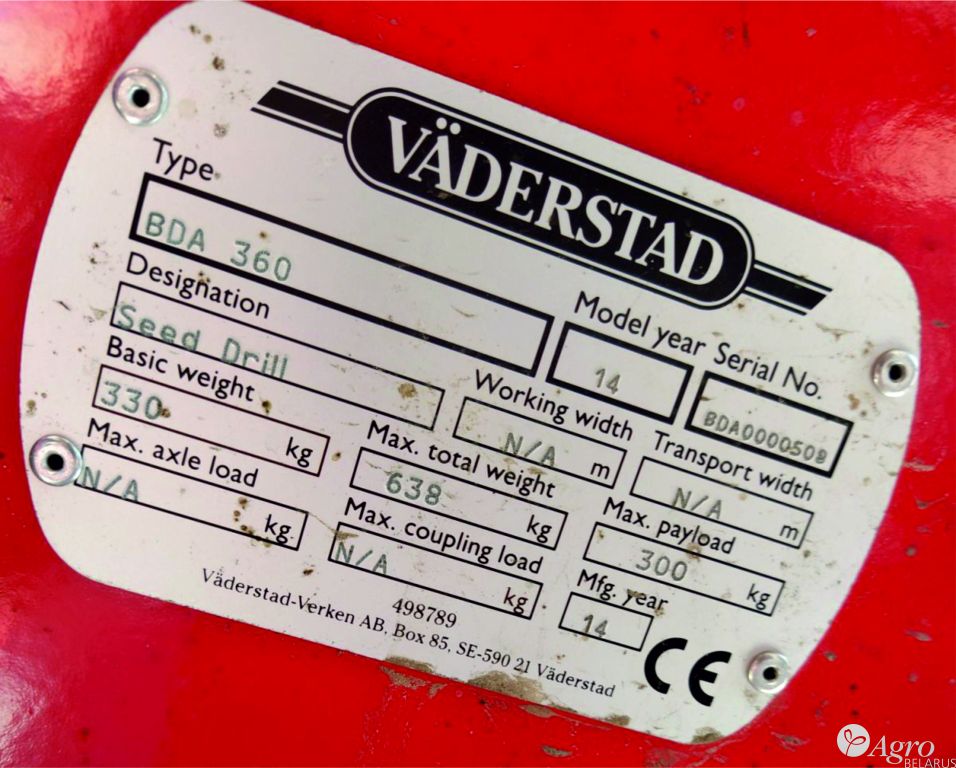 VÄDERSTAD
Type
BDA 360
Model year
14
Serial No.
BDA0000508
Designation
Seed Drill
Working width
N/A m
Transport width
N/A m
Basic weight
330 kg
Max. total weight
638 kg
Max. payload
300 kg
Max. axle load
N/A kg
Max. coupling load
N/A kg
Mfg. year
14
498789
Väderstad-Verken AB, Box 85, SE-590 21 Väderstad
CE
Agro
BELARUS